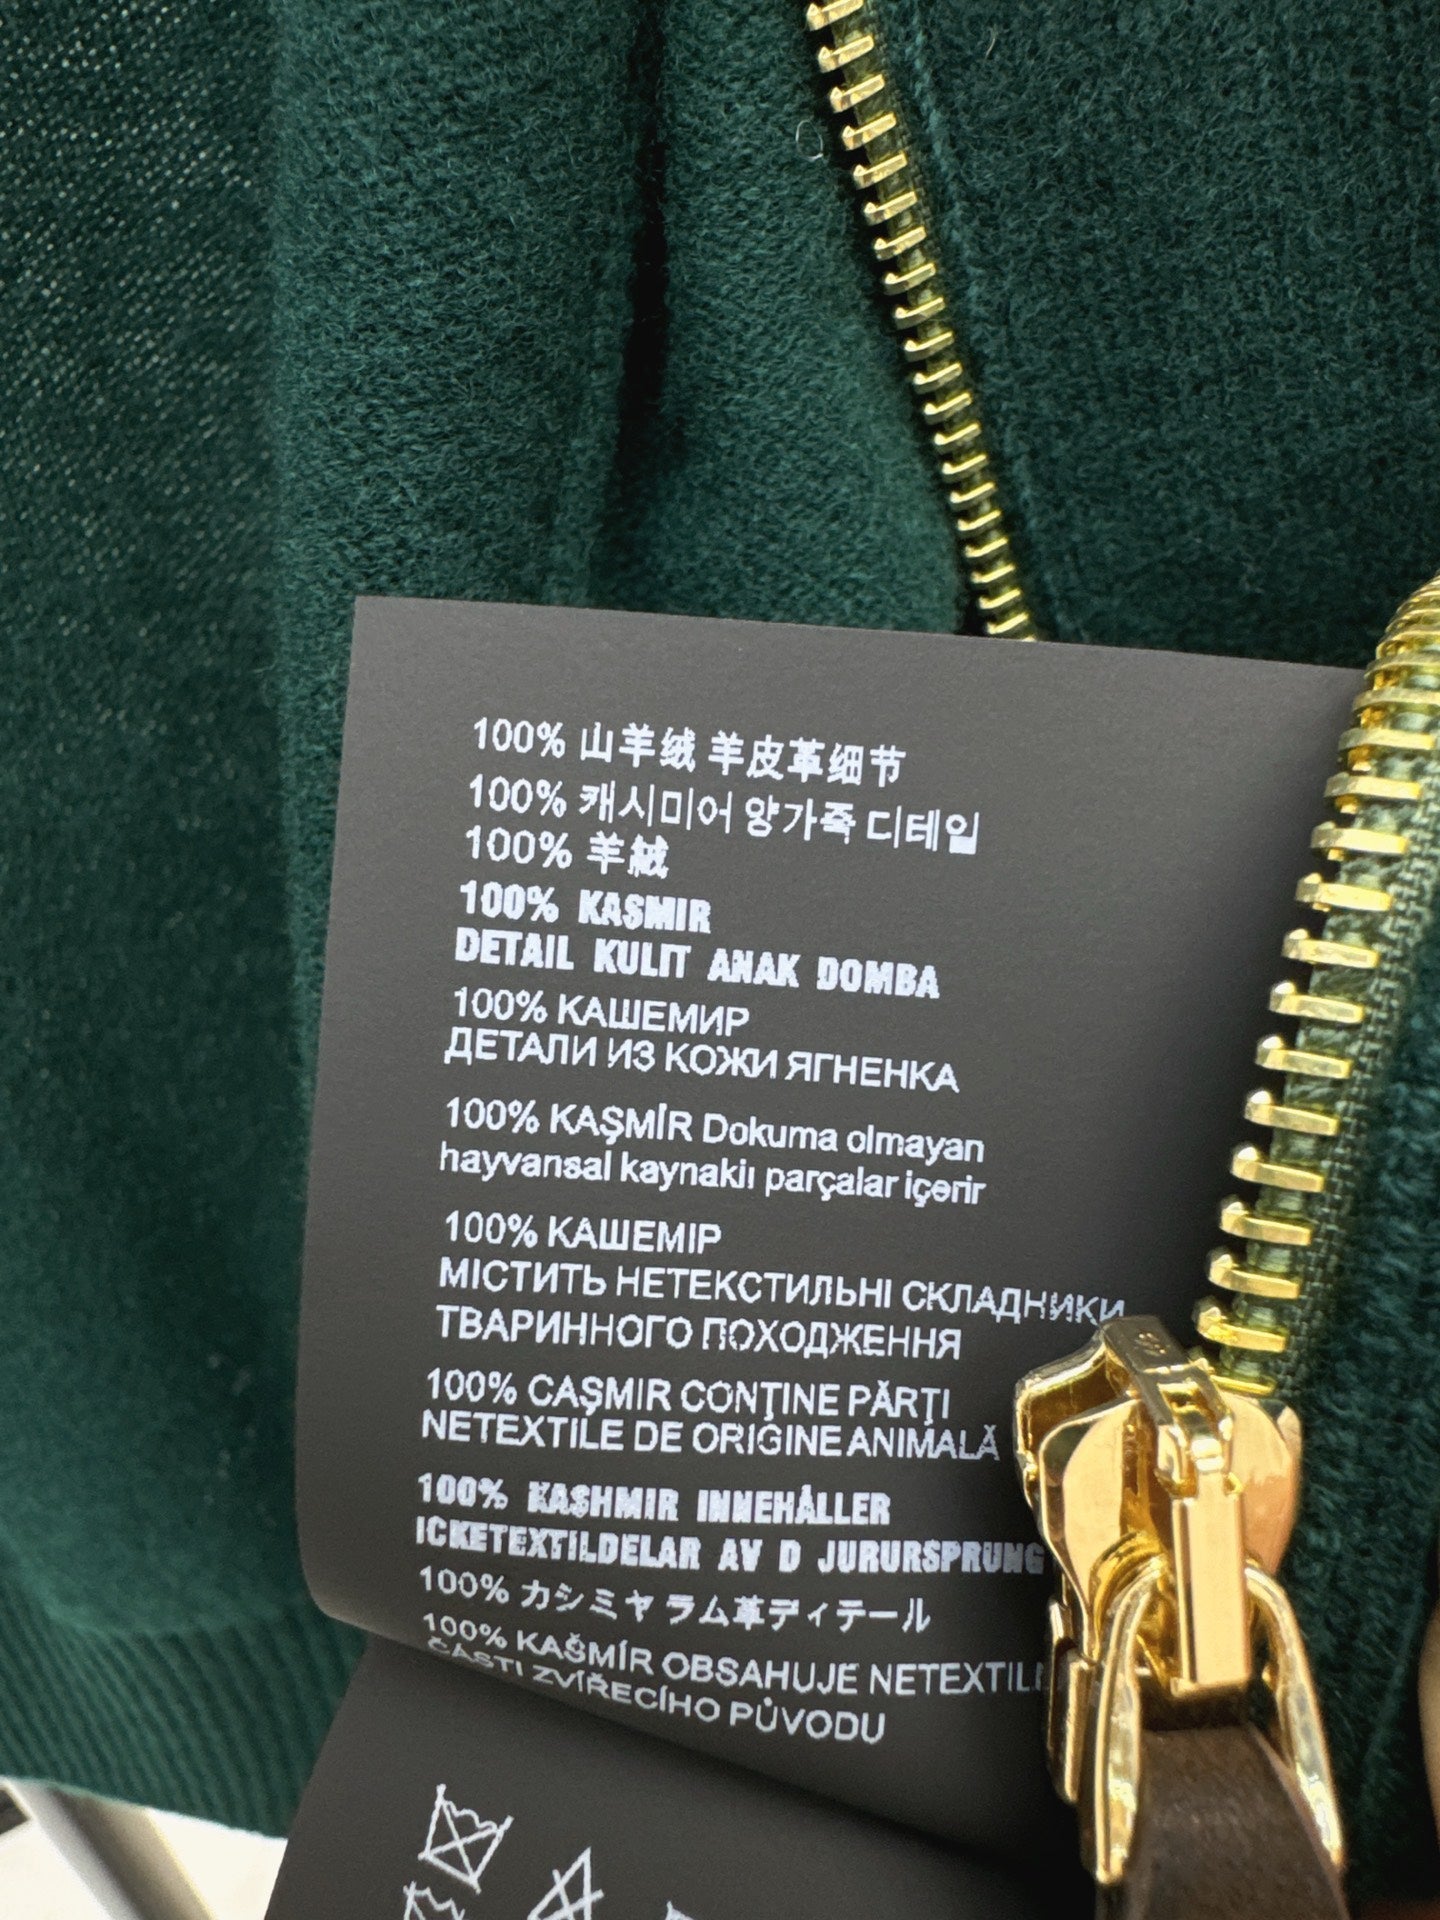 100% 山羊绒 羊皮革细节
100% 캐시미어 양가죽 디테일
100% 羊絨
100% KASMIR
DETAIL KULIT ANAK DOMBA
100% КАШЕМИР
ДЕТАЛИ ИЗ КОЖИ ЯГНЕНКА
100% KAŞMİR Dokuma olmayan
hayvansal kaynaklı parçalar içerir
100% КАШЕМІР
МІСТИТЬ НЕТЕКСТИЛЬНІ СКЛАДНИКИ
ТВАРИННОГО ПОХОДЖЕННЯ
100% CAŞMIR CONŢINE PĂRŢI
NETEXTILE DE ORIGINE ANIMALĂ
100% KASHMIR INNEHÅLLER
ICKETEXTILDELAR AV D JURURSPRUNG
100% カシミヤ ラム革ディテール
100% KAŠMÍR OBSAHUJE
ČÁSTI ZVÍŘECÍHO PŮVODU